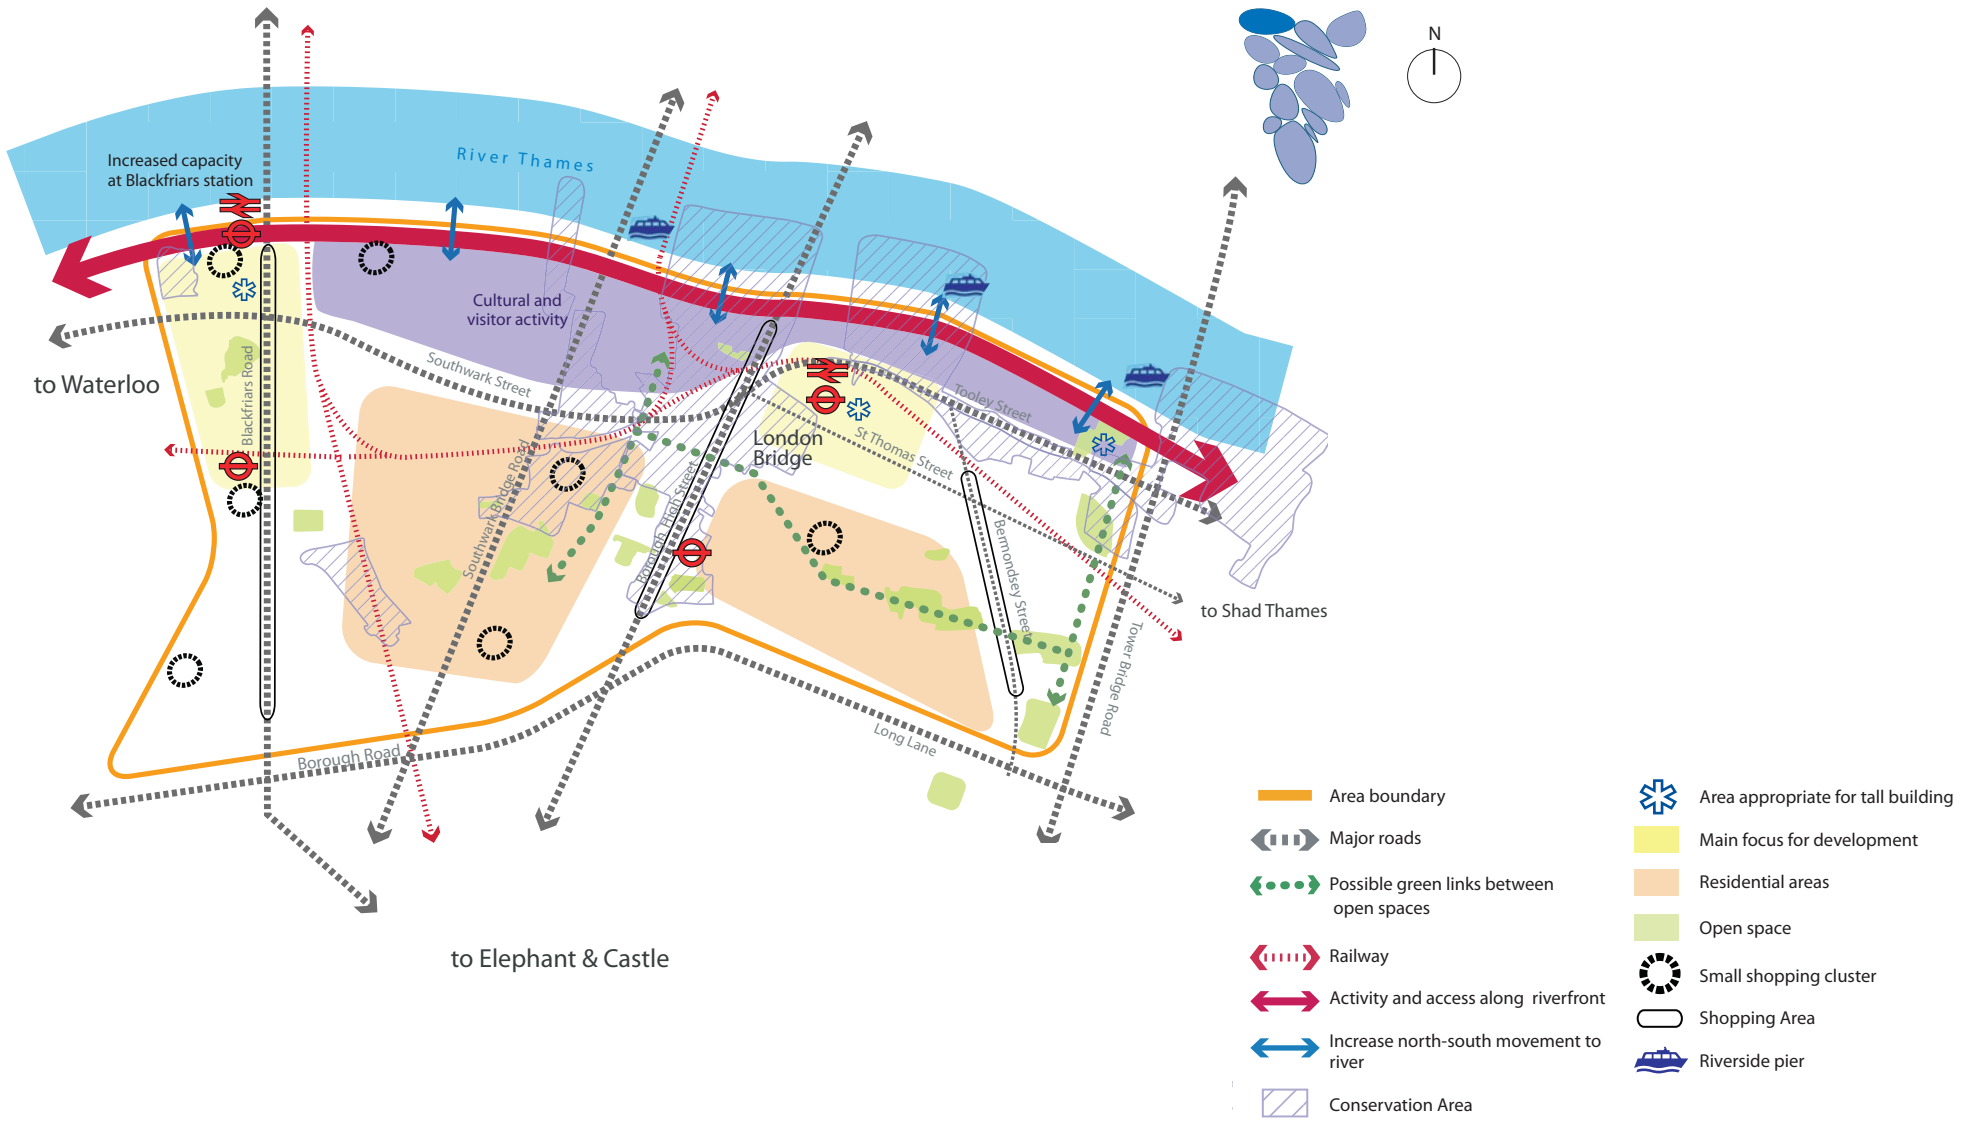 N
Increased capacity
at Blackfriars station
River Thames
Cultural and
visitor activity
Southwark Street
to Waterloo
Blackfriars Road
Tooley Street
St Thomas Street
London
Bridge
Southwark Bridge Road
Borough High Street
Bermondsey Street
to Shad Thames
Tower Bridge Road
Long Lane
Borough Road
to Elephant & Castle
Area boundary
Major roads
Possible green links between
open spaces
Railway
Activity and access along riverfront
Increase north-south movement to
river
Conservation Area
Area appropriate for tall building
Main focus for development
Residential areas
Open space
Small shopping cluster
Shopping Area
Riverside pier